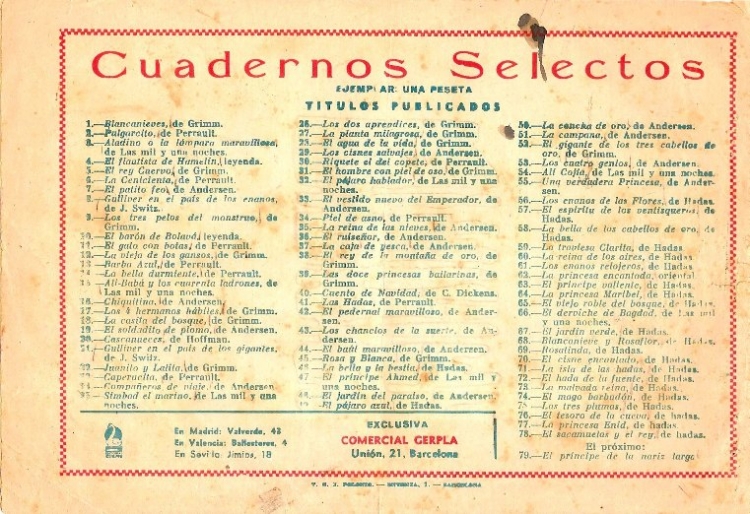 Cuadernos Selectos
EJEMPLAR: UNA PESETA
TITULOS PUBLICADOS
1.—Blancanieves, de Grimm.
2.—Pulgarcito, de Perrault.
3.—Aladino o la lámpara maravillosa,
de Las mil y una noches.
4.—El flautista de Hamelin, leyenda.
5.—El rey Cuervo, de Grimm.
6.—La Cenicienta, de Perrault.
7.—El patito feo, de Andersen.
8.—Gulliver en el país de los enanos,
de J. Switz.
9.—Los tres pelos del monstruo, de
Grimm.
10.—El barón de Bolavá, leyenda.
11.—El gato con botas, de Perrault.
12.—La vieja de los gansos, de Grimm.
13.—Barba Azul, de Perrault.
14.—La bella durmiente, de Perrault.
15.—Alí-Babá y los cuarenta ladrones, de
Las mil y una noches.
16.—Chiquitina, de Andersen.
17.—Los 4 hermanos hábiles, de Grimm.
18.—La casita del bosque, de Grimm.
19.—El soldadito de plomo, de Andersen.
20.—Cascanueces, de Hoffman.
21.—Gulliver en el país de los gigantes,
de J. Switz.
22.—Juanito y Lalita, de Grimm.
23.—Caperucita, de Perrault.
24.—Compañeros de viaje, de Andersen.
25.—Simbad el marino, de Las mil y una
noches.
26.—Los dos aprendices, de Grimm.
27.—La planta milagrosa, de Grimm.
28.—El agua de la vida, de Grimm.
29.—Los cisnes salvajes, de Andersen.
30.—Riquete el del copete, de Perrault.
31.—El hombre con piel de oso, de Grimm.
32.—El pájaro hablador, de Las mil y una
noches.
33.—El vestido nuevo del Emperador, de
Andersen.
34.—Piel de asno, de Perrault.
35.—La reina de las nieves, de Andersen.
36.—El ruiseñor, de Andersen.
37.—La caja de pesca, de Andersen.
38.—El rey de la montaña de oro, de
Grimm.
39.—Las doce princesas bailarinas, de
Grimm.
40.—Cuento de Navidad, de C. Dickens.
41.—Las Hadas, de Perrault.
42.—El pedernal maravilloso, de Ander-
sen.
43.—Los chanclos de la suerte, de An-
dersen.
44.—El baúl maravilloso, de Andersen.
45.—Rosa y Blanca, de Grimm.
46.—La bella y la bestia, de Hadas.
47.—El príncipe Ahmed, de Las mil y
una noches.
48.—El jardín del paraíso, de Andersen.
49.—El pájaro azul, de Hadas.
50.—La concha de oro, de Andersen.
51.—La campana, de Andersen.
52.—El gigante de los tres cabellos de
oro, de Grimm.
53.—Los cuatro genios, de Andersen.
54.—Alí Cojia, de Las mil y una noches.
55.—Una verdadera Princesa, de Ander-
sen.
56.—Los enanos de las Flores, de Hadas.
57.—El espíritu de los ventisqueros, de
Hadas.
58.—La bella de los cabellos de oro, de
Hadas.
59.—La traviesa Clarita, de Hadas.
60.—La reina de los aires, de Hadas.
61.—Los enanos relojeros, de Hadas.
62.—La princesa encantada, oriental.
63.—El príncipe valiente, de Hadas.
64.—La princesa Maribel, de Hadas.
65.—El viejo roble del bosque, de Hadas.
66.—El derviche de Bagdad, de Las mil
y una noches.
67.—El jardín verde, de Hadas.
68.—Blancanieve y Rosaflor, de Hadas.
69.—Rosalinda, de Hadas.
70.—El cisne encantado, de Hadas.
71.—La isla de las hadas, de Hadas.
72.—El hada de la fuente, de Hadas.
73.—La malvada reina, de Hadas.
74.—El mago barbudón, de Hadas.
75.—Las tres plumas, de Hadas.
76.—El tesoro de la cueva, de hadas.
77.—La princesa Enid, de hadas.
78.—El sacamuelas y el rey, de hadas.
El próximo:
79.—El príncipe de la nariz larga
En Madrid: Valverde, 43
En Valencia: Ballesteros, 4
En Sevilla: Jimios, 18
EXCLUSIVA
COMERCIAL GERPLA
Unión, 21, Barcelona
BARCELONA